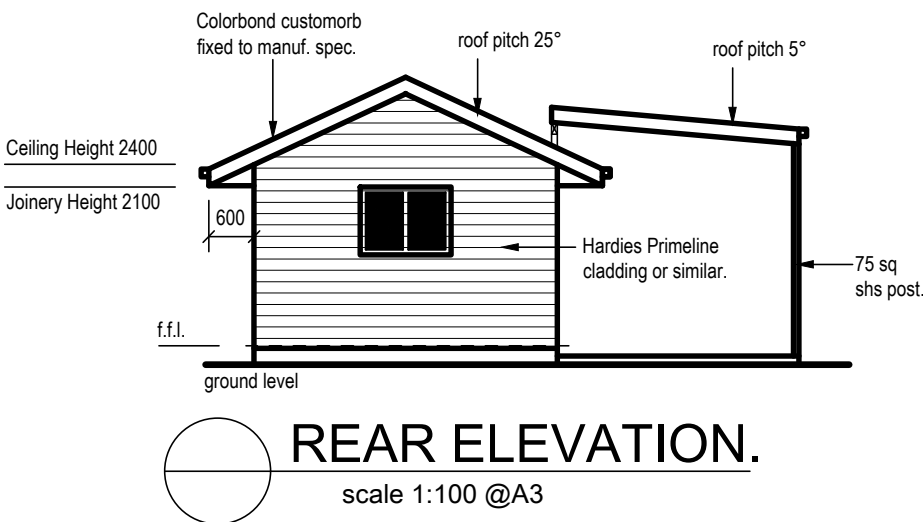 Colorbond customorb
fixed to manuf. spec.
roof pitch 25°
roof pitch 5°
Ceiling Height 2400
Joinery Height 2100
600
Hardies Primeline
cladding or similar.
75 sq
shs post.
f.f.l.
ground level
REAR ELEVATION.
scale 1:100 @A3